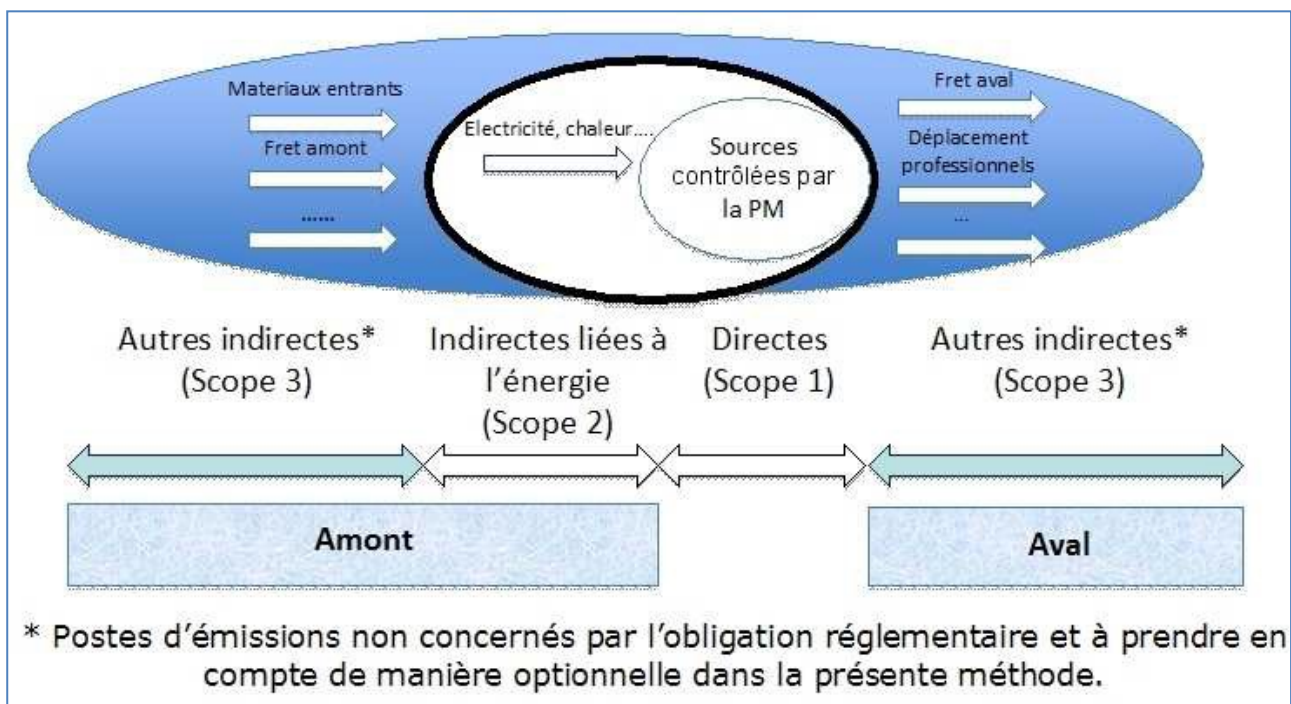 Materiaux entrants
Fret amont
......
Electricité, chaleur....
Sources
contrôlées par
la PM
Fret aval
Déplacement
professionnels
...
Autres indirectes*
(Scope 3)
Indirectes liées à
l'énergie
(Scope 2)
Directes
(Scope 1)
Autres indirectes*
(Scope 3)
Amont
Aval
* Postes d'émissions non concernés par l'obligation réglementaire et à prendre en
compte de manière optionnelle dans la présente méthode.